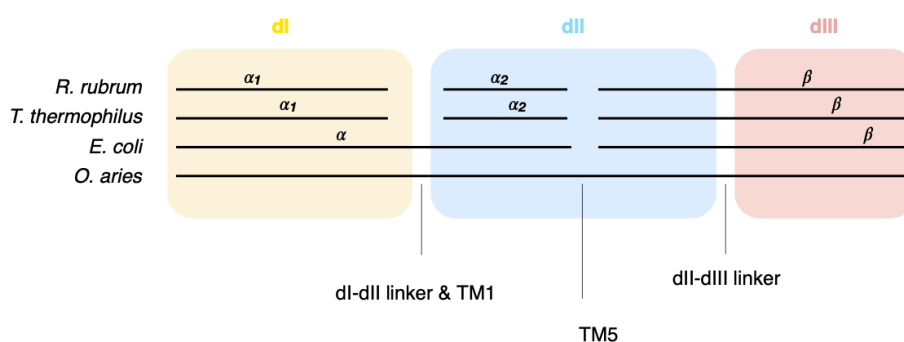 dI dII dIII
R. rubrum α1 α2 β
T. thermophilus α1 α2 β
E. coli α β
O. aries
dI-dII linker & TM1
dII-dIII linker
TM5